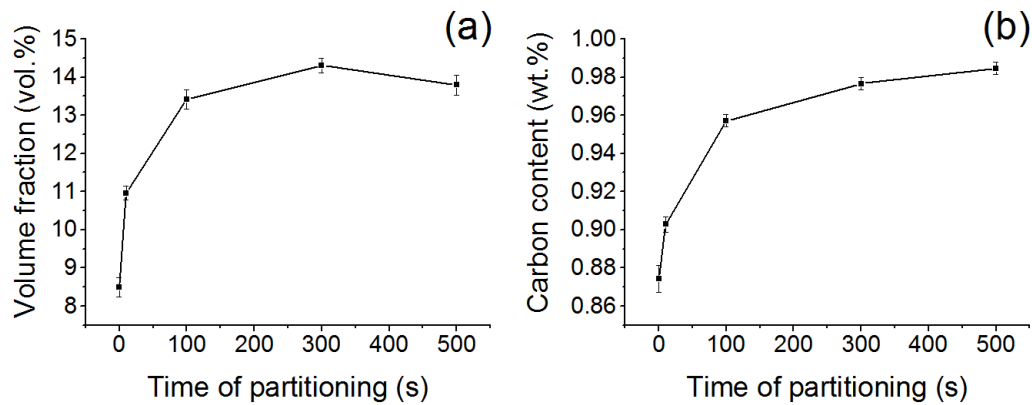 (a)
Volume fraction (vol.%)
15
14
13
12
11
10
9
8
0 100 200 300 400 500
Time of partitioning (s)
(b)
Carbon content (wt.%)
1.00
0.98
0.96
0.94
0.92
0.90
0.88
0.86
0 100 200 300 400 500
Time of partitioning (s)